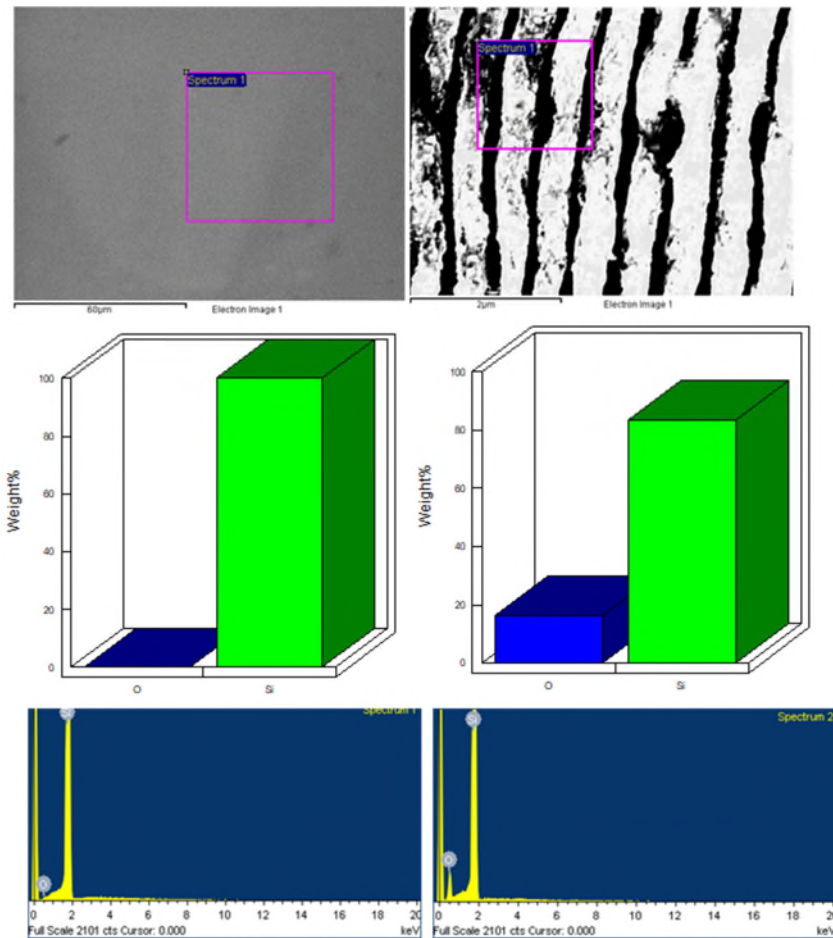 Spectrum 1
Spectrum 1
60µm Electron Image 1
2µm Electron Image 1
Weight%
100
80
60
40
20
0
O Si
Weight%
100
80
60
40
20
0
O Si
Spectrum 1
Si
O
0 2 4 6 8 10 12 14 16 18 20
Full Scale 2101 cts Cursor: 0.000 keV
Spectrum 2
Si
O
0 2 4 6 8 10 12 14 16 18 20
Full Scale 2101 cts Cursor: 0.000 keV